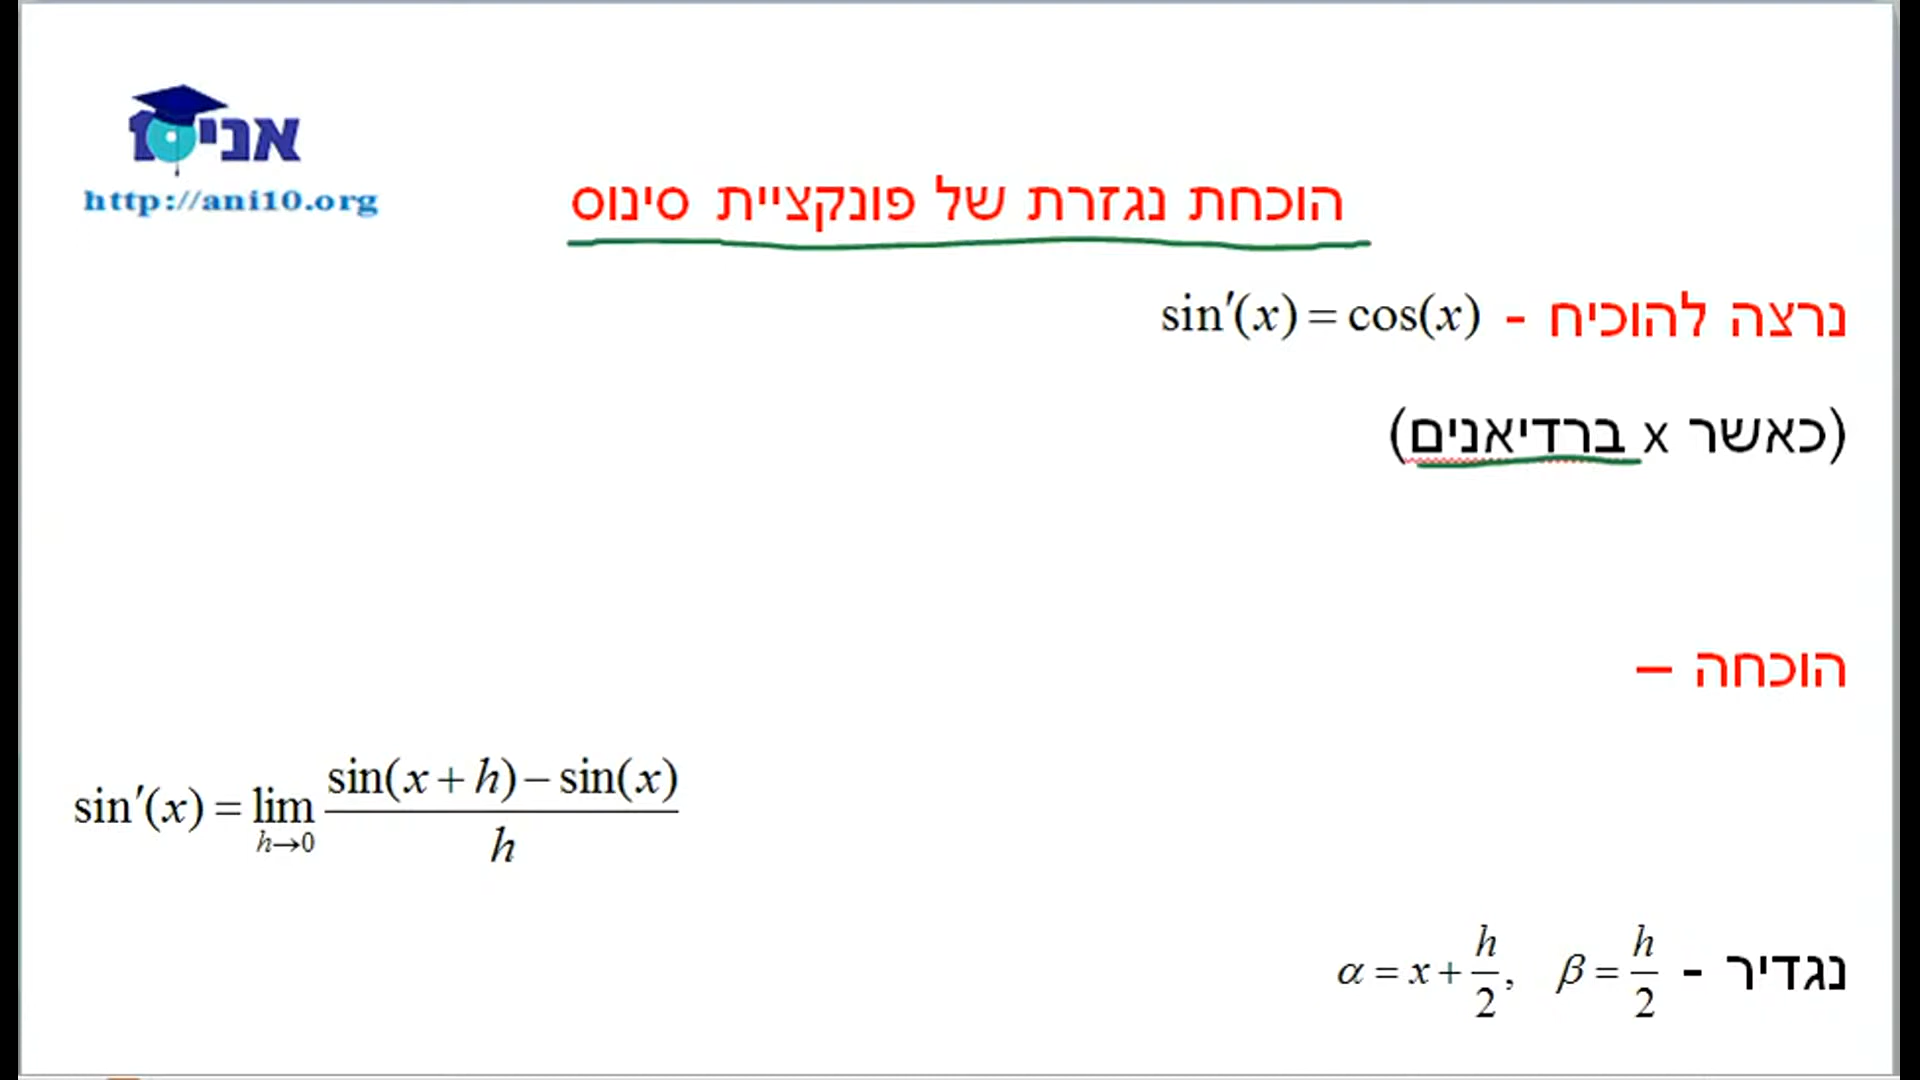 אני10
http://ani10.org
הוכחת נגזרת של פונקציית סינוס
נרצה להוכיח - sin′(x) = cos(x)
(כאשר x ברדיאנים)
הוכחה –
sin′(x) = lim h→0 (sin(x + h) − sin(x)) / h
נגדיר - α = x + h/2, β = h/2